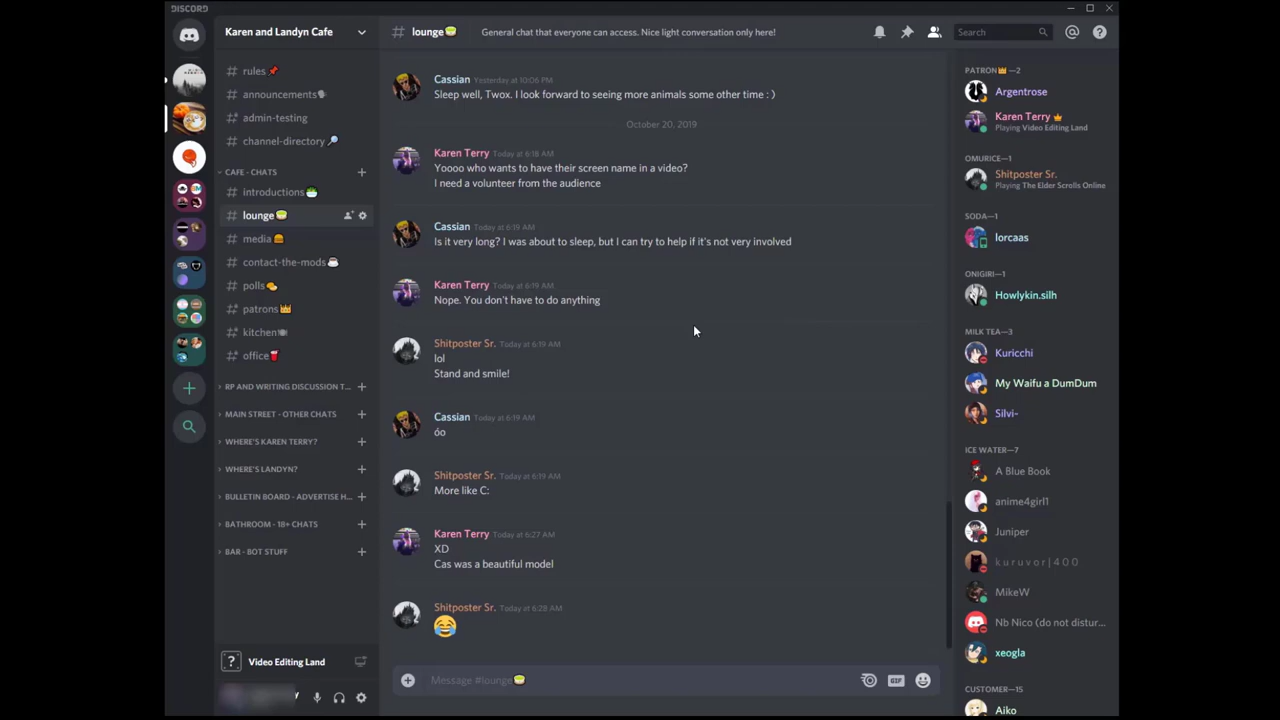 DISCORD
Karen and Landyn Cafe
# lounge🍵 General chat that everyone can access. Nice light conversation only here!
Search
rules📌
announcements🗣
admin-testing
channel-directory🔎
CAFE - CHATS
introductions🥗
lounge🍵
media🍔
contact-the-mods☕
polls🍤
patrons👑
kitchen🍽
office🥤
RP AND WRITING DISCUSSION T...
MAIN STREET - OTHER CHATS
WHERE'S KAREN TERRY?
WHERE'S LANDYN?
BULLETIN BOARD - ADVERTISE H...
BATHROOM - 18+ CHATS
BAR - BOT STUFF
Video Editing Land
Cassian Yesterday at 10:06 PM
Sleep well, Twox. I look forward to seeing more animals some other time : )
October 20, 2019
Karen Terry Today at 6:18 AM
Yoooo who wants to have their screen name in a video?
I need a volunteer from the audience
Cassian Today at 6:19 AM
Is it very long? I was about to sleep, but I can try to help if it's not very involved
Karen Terry Today at 6:19 AM
Nope. You don't have to do anything
Shitposter Sr. Today at 6:19 AM
lol
Stand and smile!
Cassian Today at 6:19 AM
óo
Shitposter Sr. Today at 6:19 AM
More like C:
Karen Terry Today at 6:27 AM
XD
Cas was a beautiful model
Shitposter Sr. Today at 6:28 AM
😂
Message #lounge🍵
GIF
PATRON👑—2
Argentrose
Karen Terry
Playing Video Editing Land
OMURICE—1
Shitposter Sr.
Playing The Elder Scrolls Online
SODA—1
lorcaas
ONIGIRI—1
Howlykin.silh
MILK TEA—3
Kuricchi
My Waifu a DumDum
Silvi~
ICE WATER—7
A Blue Book
anime4girl1
Juniper
k u r u v o r | 4 0 0
MikeW
Nb Nico (do not distur...
xeogla
CUSTOMER—15
Aiko